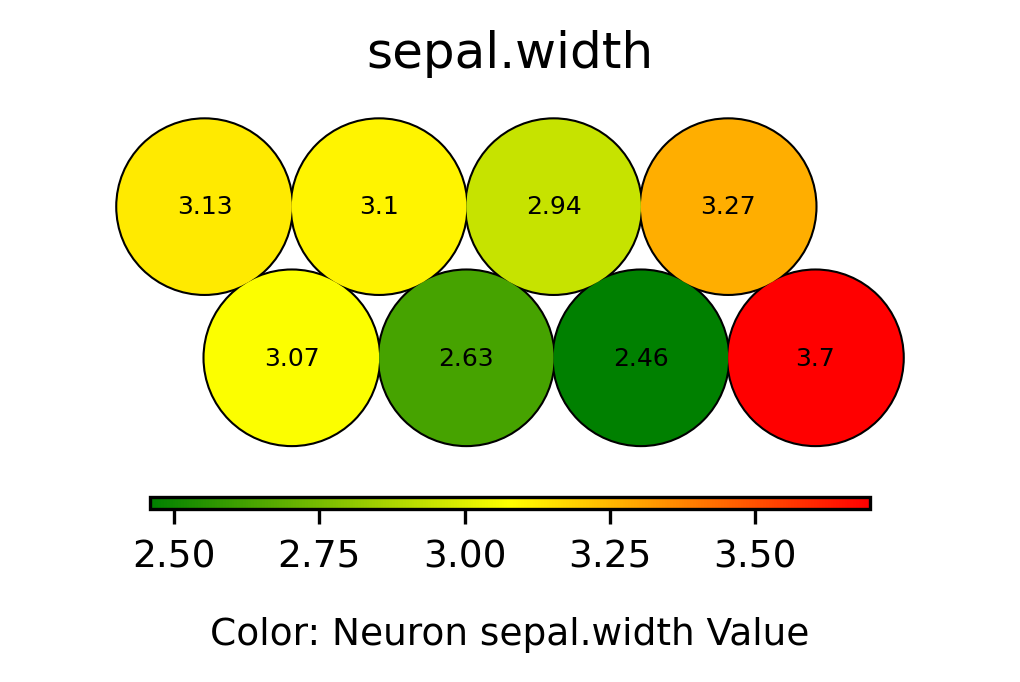 sepal.width
3.13 3.1 2.94 3.27
3.07 2.63 2.46 3.7
2.50 2.75 3.00 3.25 3.50
Color: Neuron sepal.width Value